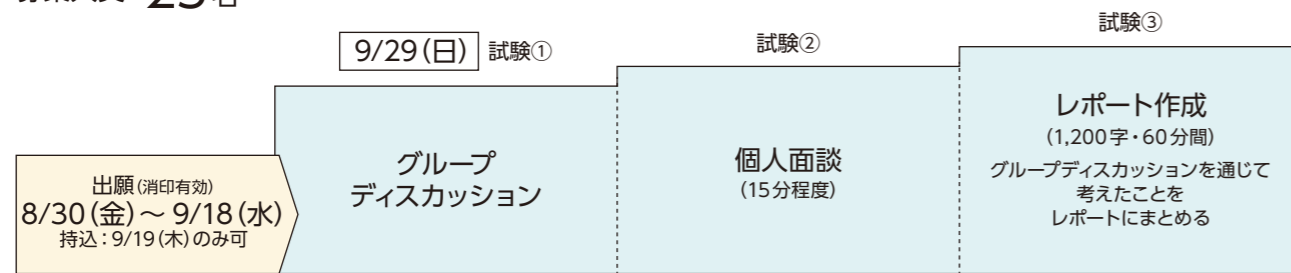 25
9/29(日) 試験①
試験②
試験③
出願(消印有効)
8/30(金)～9/18(水)
持込:9/19(木)のみ可
グループ
ディスカッション
個人面談
(15分程度)
レポート作成
(1,200字・60分間)
グループディスカッションを通じて
考えたことを
レポートにまとめる